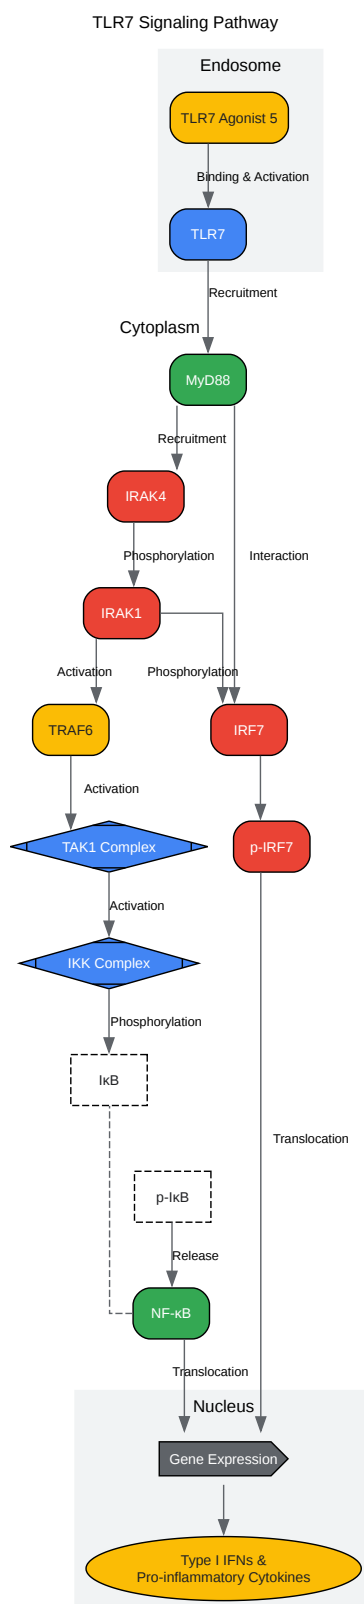 TLR7 Signaling Pathway
Endosome
TLR7 Agonist 5
Binding & Activation
TLR7
Recruitment
Cytoplasm
MyD88
Recruitment
IRAK4
Phosphorylation
Interaction
IRAK1
Activation
Phosphorylation
TRAF6
IRF7
Activation
TAK1 Complex
p-IRF7
Activation
IKK Complex
Phosphorylation
IκB
Translocation
p-IκB
Release
NF-κB
Translocation
Nucleus
Gene Expression
Type I IFNs &
Pro-inflammatory Cytokines